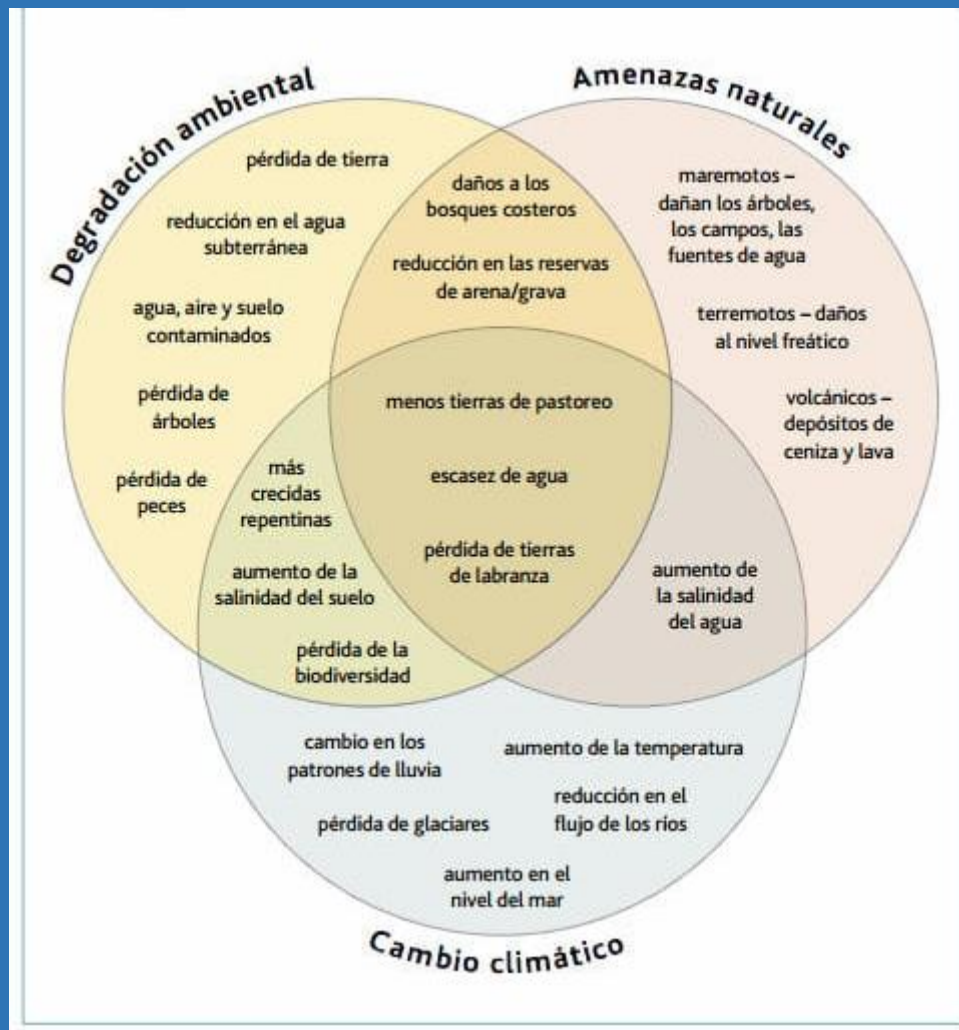 Degradación ambiental
Amenazas naturales
pérdida de tierra
reducción en el agua
subterránea
agua, aire y suelo
contaminados
pérdida de
árboles
pérdida de
peces
daños a los
bosques costeros
reducción en las reservas
de arena/grava
maremotos –
dañan los árboles,
los campos, las
fuentes de agua
terremotos – daños
al nivel freático
volcánicos –
depósitos de
ceniza y lava
menos tierras de pastoreo
escasez de agua
pérdida de tierras
de labranza
más
crecidas
repentinas
aumento de la
salinidad del suelo
pérdida de la
biodiversidad
aumento de
la salinidad
del agua
cambio en los
patrones de lluvia
aumento de la temperatura
reducción en el
flujo de los ríos
pérdida de glaciares
aumento en el
nivel del mar
Cambio climático